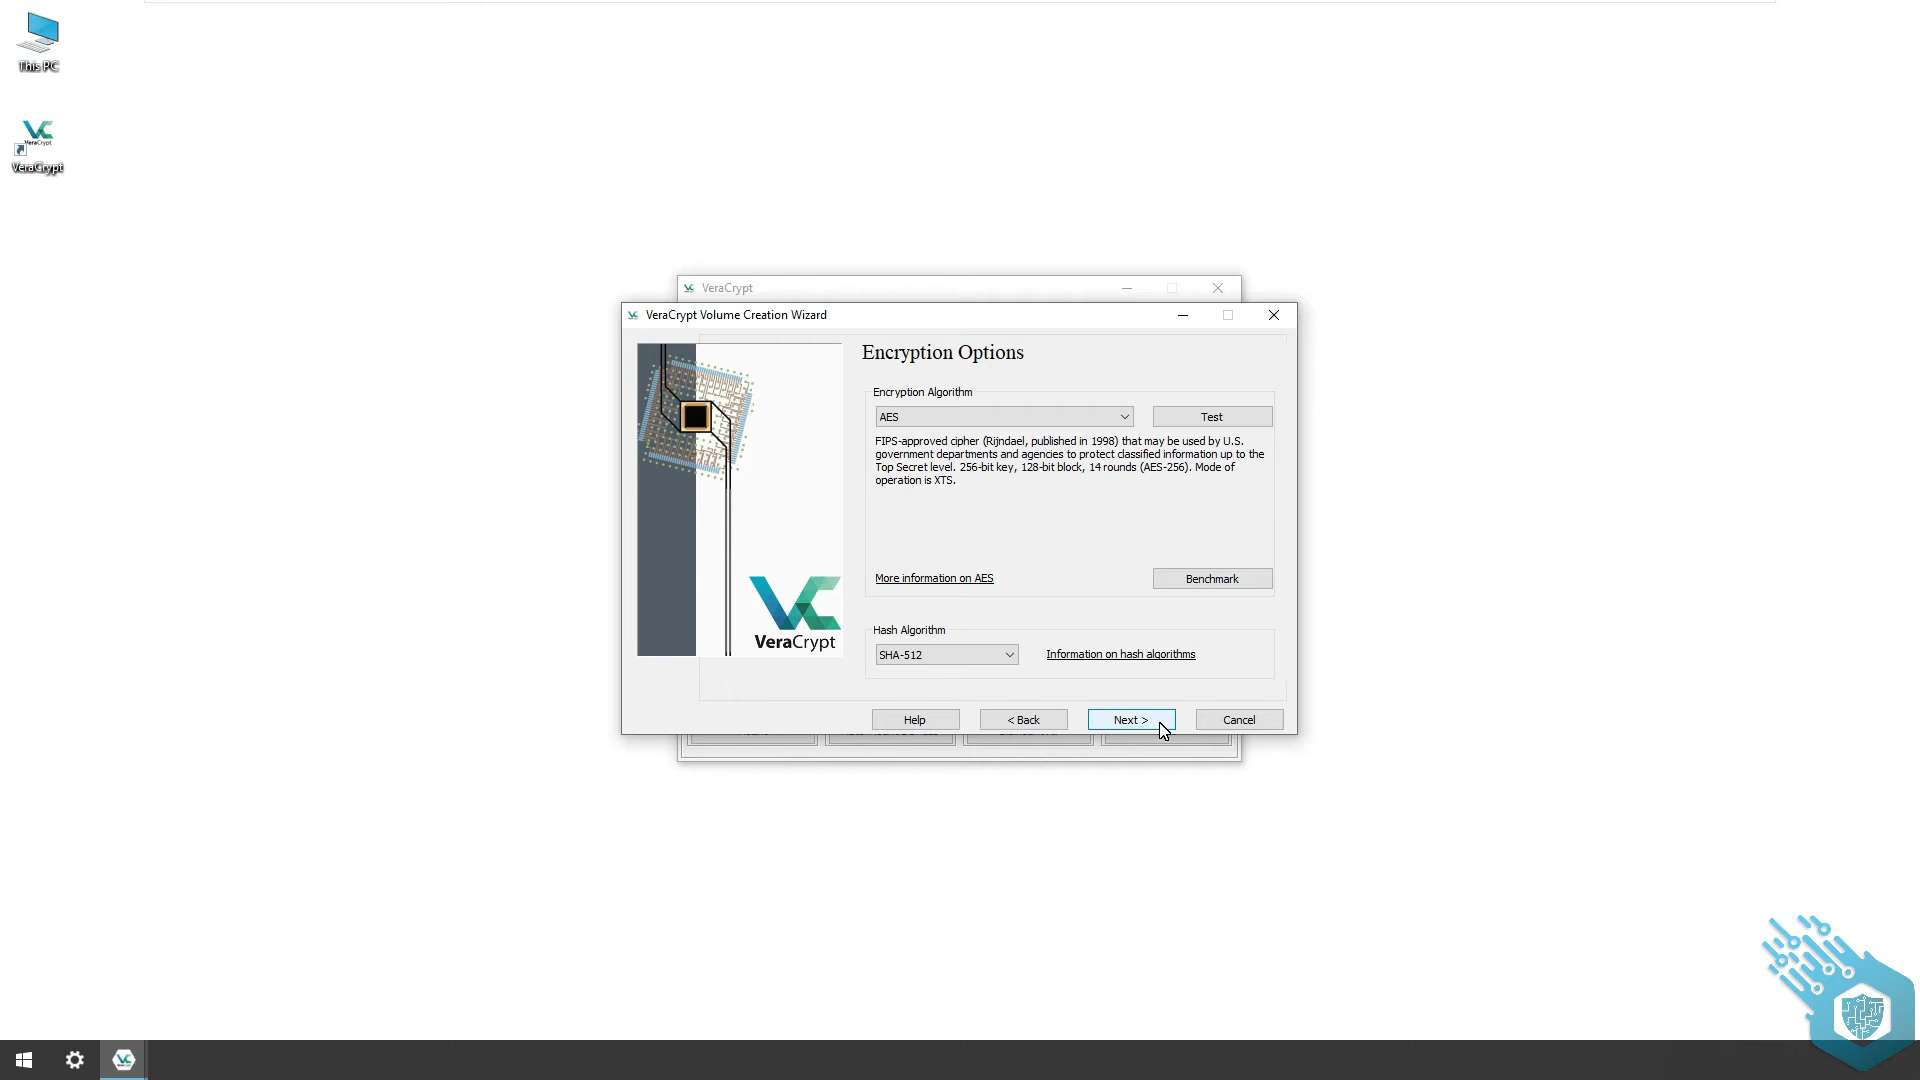 This PC
VeraCrypt
VeraCrypt
VeraCrypt
VeraCrypt Volume Creation Wizard
Encryption Options
Encryption Algorithm
AES
Test
FIPS-approved cipher (Rijndael, published in 1998) that may be used by U.S.
government departments and agencies to protect classified information up to the
Top Secret level. 256-bit key, 128-bit block, 14 rounds (AES-256). Mode of
operation is XTS.
More information on AES
Benchmark
VeraCrypt
Hash Algorithm
SHA-512
Information on hash algorithms
Help
< Back
Next >
Cancel